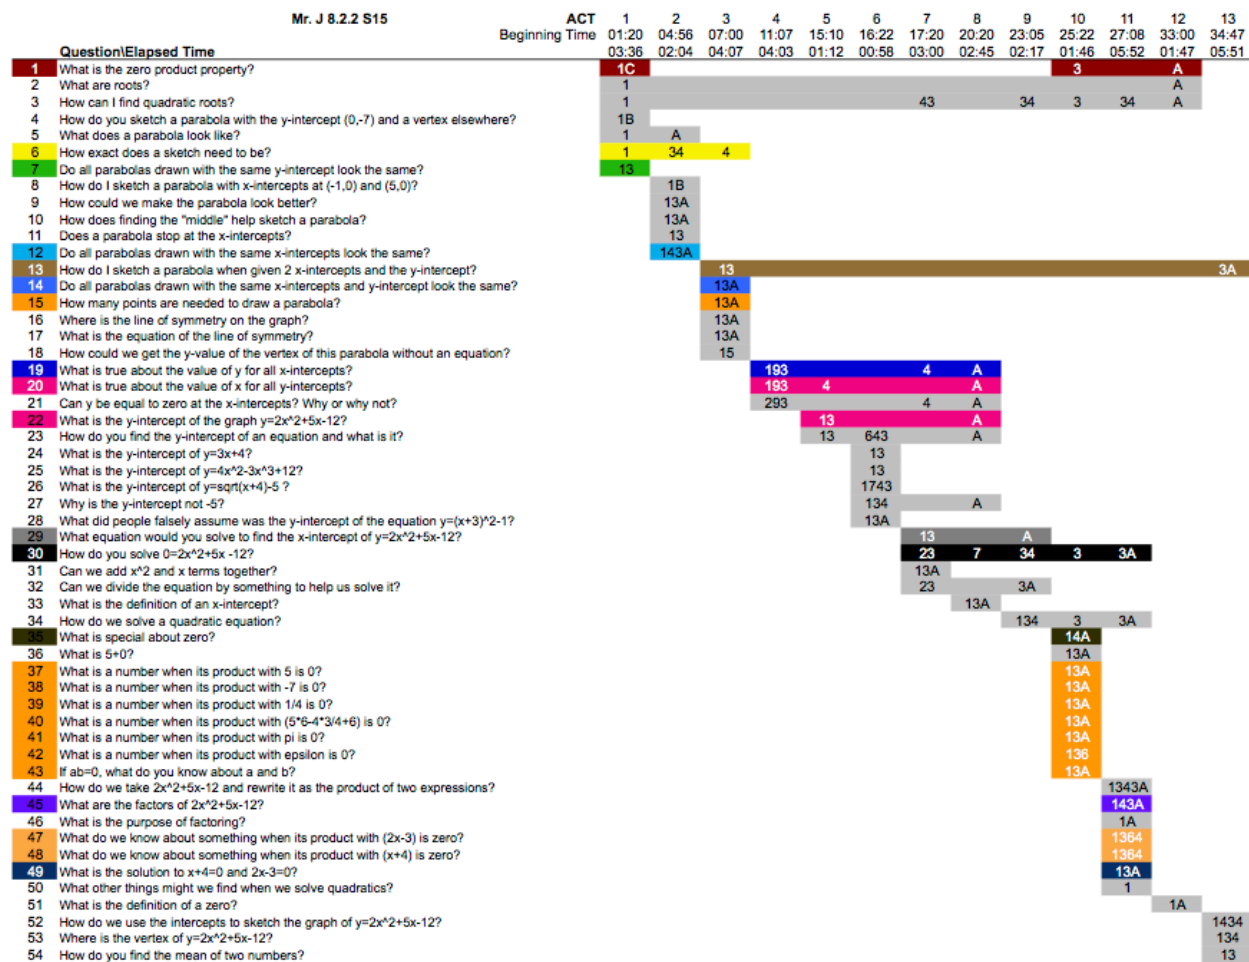 Mr. J 8.2.2 S15 ACT 1 2 3 4 5 6 7 8 9 10 11 12 13
Beginning Time 01:20 04:56 07:00 11:07 15:10 16:22 17:20 20:20 23:05 25:22 27:08 33:00 34:47
Question\Elapsed Time 03:36 02:04 04:07 04:03 01:12 00:58 03:00 02:45 02:17 01:46 05:52 01:47 05:51
1 What is the zero product property? 1C 3 A
2 What are roots? 1 A
3 How can I find quadratic roots? 1 43 34 3 34 A
4 How do you sketch a parabola with the y-intercept (0,-7) and a vertex elsewhere? 1B
5 What does a parabola look like? 1 A
6 How exact does a sketch need to be? 1 34 4
7 Do all parabolas drawn with the same y-intercept look the same? 13
8 How do I sketch a parabola with x-intercepts at (-1,0) and (5,0)? 1B
9 How could we make the parabola look better? 13A
10 How does finding the "middle" help sketch a parabola? 13A
11 Does a parabola stop at the x-intercepts? 13
12 Do all parabolas drawn with the same x-intercepts look the same? 143A
13 How do I sketch a parabola when given 2 x-intercepts and the y-intercept? 13 3A
14 Do all parabolas drawn with the same x-intercepts and y-intercept look the same? 13A
15 How many points are needed to draw a parabola? 13A
16 Where is the line of symmetry on the graph? 13A
17 What is the equation of the line of symmetry? 13A
18 How could we get the y-value of the vertex of this parabola without an equation? 15
19 What is true about the value of y for all x-intercepts? 193 4 A
20 What is true about the value of x for all y-intercepts? 193 4 A
21 Can y be equal to zero at the x-intercepts? Why or why not? 293 4 A
22 What is the y-intercept of the graph y=2x^2+5x-12? 13 A
23 How do you find the y-intercept of an equation and what is it? 13 643 A
24 What is the y-intercept of y=3x+4? 13
25 What is the y-intercept of y=4x^2-3x^3+12? 13
26 What is the y-intercept of y=sqrt(x+4)-5 ? 1743
27 Why is the y-intercept not -5? 134 A
28 What did people falsely assume was the y-intercept of the equation y=(x+3)^2-1? 13A
29 What equation would you solve to find the x-intercept of y=2x^2+5x-12? 13 A
30 How do you solve 0=2x^2+5x -12? 23 7 34 3 3A
31 Can we add x^2 and x terms together? 13A
32 Can we divide the equation by something to help us solve it? 23 3A
33 What is the definition of an x-intercept? 13A
34 How do we solve a quadratic equation? 134 3 3A
35 What is special about zero? 14A
36 What is 5+0? 13A
37 What is a number when its product with 5 is 0? 13A
38 What is a number when its product with -7 is 0? 13A
39 What is a number when its product with 1/4 is 0? 13A
40 What is a number when its product with (5*6-4*3/4+6) is 0? 13A
41 What is a number when its product with pi is 0? 13A
42 What is a number when its product with epsilon is 0? 136
43 If ab=0, what do you know about a and b? 13A
44 How do we take 2x^2+5x-12 and rewrite it as the product of two expressions? 1343A
45 What are the factors of 2x^2+5x-12? 143A
46 What is the purpose of factoring? 1A
47 What do we know about something when its product with (2x-3) is zero? 1364
48 What do we know about something when its product with (x+4) is zero? 1364
49 What is the solution to x+4=0 and 2x-3=0? 13A
50 What other things might we find when we solve quadratics? 1
51 What is the definition of a zero? 1A
52 How do we use the intercepts to sketch the graph of y=2x^2+5x-12? 1434
53 Where is the vertex of y=2x^2+5x-12? 134
54 How do you find the mean of two numbers? 13